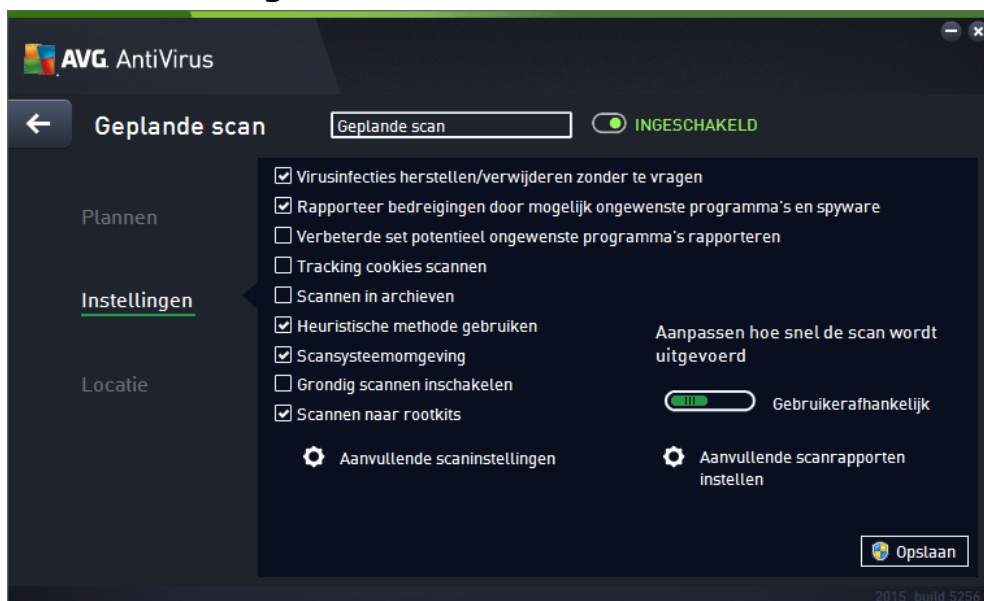 AVG. AntiVirus
Geplande scan
Geplande scan
INGESCHAKELD
Plannen
Instellingen
Locatie
Virusinfecties herstellen/verwijderen zonder te vragen
Rapporteer bedreigingen door mogelijk ongewenste programma's en spyware
Verbeterde set potentieel ongewenste programma's rapporteren
Tracking cookies scannen
Scannen in archieven
Heuristische methode gebruiken
Scansysteemomgeving
Grondig scannen inschakelen
Scannen naar rootkits
Aanvullende scaninstellingen
Aanpassen hoe snel de scan wordt
uitgevoerd
Gebruikerafhankelijk
Aanvullende scanrapporten
instellen
Opslaan
2015 build 5256